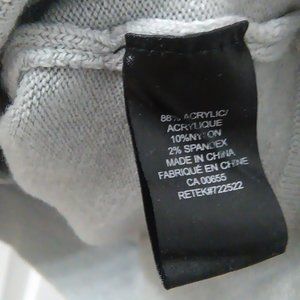 88% ACRYLIC/
ACRYLIQUE
10% NYLON
2% SPANDEX
MADE IN CHINA
FABRIQUÉ EN CHINE
CA 00655
RETEK#722522